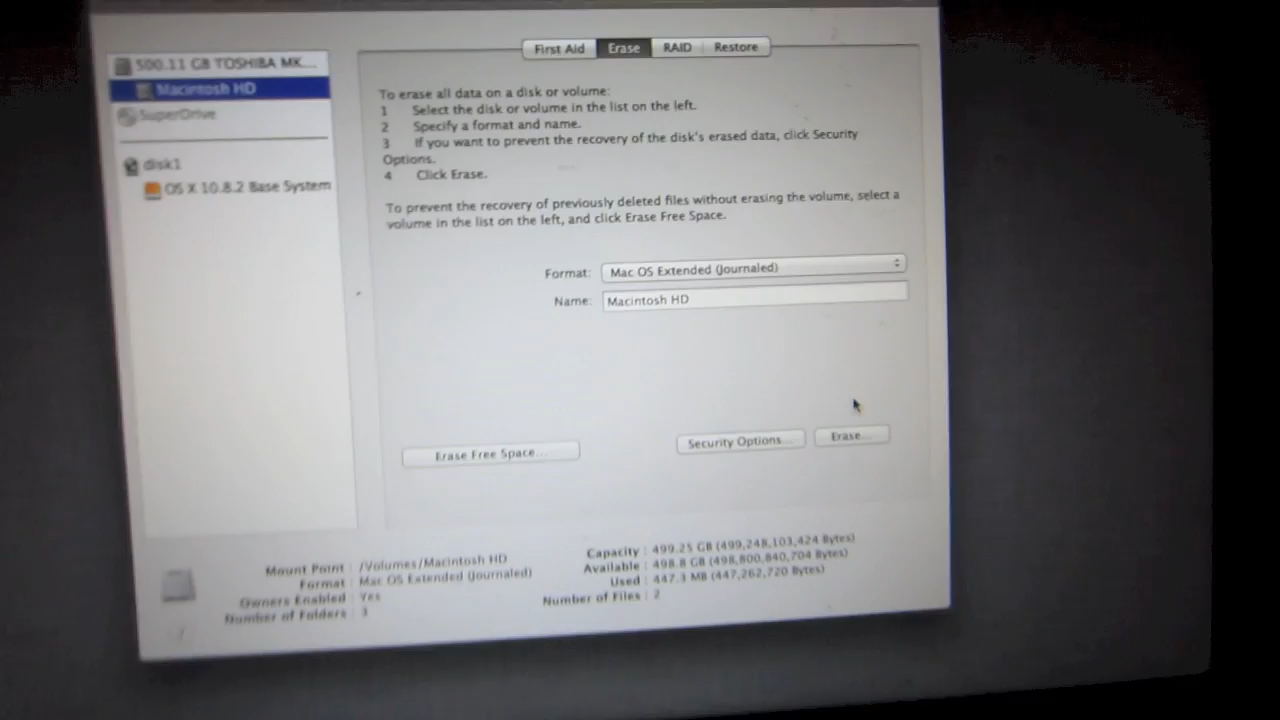 First Aid
Erase
RAID
Restore
500.11 GB TOSHIBA MK...
Macintosh HD
SuperDrive
disk1
OS X 10.8.2 Base System
To erase all data on a disk or volume:
1 Select the disk or volume in the list on the left.
2 Specify a format and name.
3 If you want to prevent the recovery of the disk's erased data, click Security
Options.
4 Click Erase.
To prevent the recovery of previously deleted files without erasing the volume, select a
volume in the list on the left, and click Erase Free Space.
Format: Mac OS Extended (Journaled)
Name: Macintosh HD
Erase Free Space...
Security Options...
Erase...
Mount Point : /Volumes/Macintosh HD
Format : Mac OS Extended (Journaled)
Owners Enabled : Yes
Number of Folders : 3
Capacity : 499.25 GB (499,248,103,424 Bytes)
Available : 498.8 GB (498,800,840,704 Bytes)
Used : 447.3 MB (447,262,720 Bytes)
Number of Files : 2